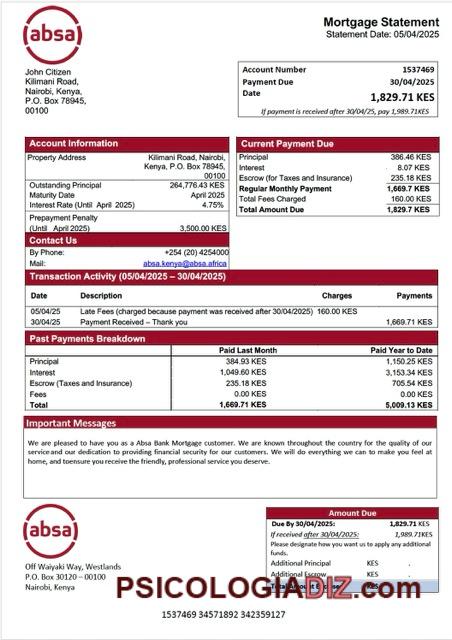 absa
Mortgage Statement
Statement Date: 05/04/2025
John Citizen
Kilimani Road,
Nairobi, Kenya,
P.O. Box 78945,
00100
Account Number 1537469
Payment Due 30/04/2025
Date 1,829.71 KES
If payment is received after 30/04/2025, pay 1,989.71KES
Account Information
Property Address Kilimani Road, Nairobi,
Kenya, P.O. Box 78945,
00100
Outstanding Principal 264,776.43 KES
Maturity Date April 2025
Interest Rate (Until April 2025) 4.75%
Prepayment Penalty
(Until April 2025) 3,500.00 KES
Contact Us
By Phone: +254 (20) 4254000
Mail: absa.kenya@absa.africa
Current Payment Due
Principal 386.46 KES
Interest 8.07 KES
Escrow (for Taxes and Insurance) 235.18 KES
Regular Monthly Payment 1,669.7 KES
Total Fees Charged 160.00 KES
Total Amount Due 1,829.7 KES
Transaction Activity (05/04/2025 – 30/04/2025)
Date Description Charges Payments
05/04/25 Late Fees (charged because payment was received after 30/04/2025) 160.00 KES
30/04/25 Payment Received – Thank you 1,669.71 KES
Past Payments Breakdown
Paid Last Month Paid Year to Date
Principal 384.93 KES 1,150.25 KES
Interest 1,049.60 KES 3,153.34 KES
Escrow (Taxes and Insurance) 235.18 KES 705.54 KES
Fees 0.00 KES 0.00 KES
Total 1,669.71 KES 5,009.13 KES
Important Messages
We are pleased to have you as a Absa Bank Mortgage customer. We are known throughout the country for the quality of our
service and our dedication to providing financial security for our customers. We will do everything we can to make you feel at
home, and toensure you receive the friendly, professional service you deserve.
absa
Off Waiyaki Way, Westlands
P.O. Box 30120 – 00100
Nairobi, Kenya
Amount Due
Due By 30/04/2025: 1,829.71 KES
If received after 30/04/2025: 1,989.71KES
Please designate how you want us to apply any additional
funds.
Additional Principal KES .
Additional Escrow KES .
PSICOLOGIADIZ.com
1537469 34571892 342359127